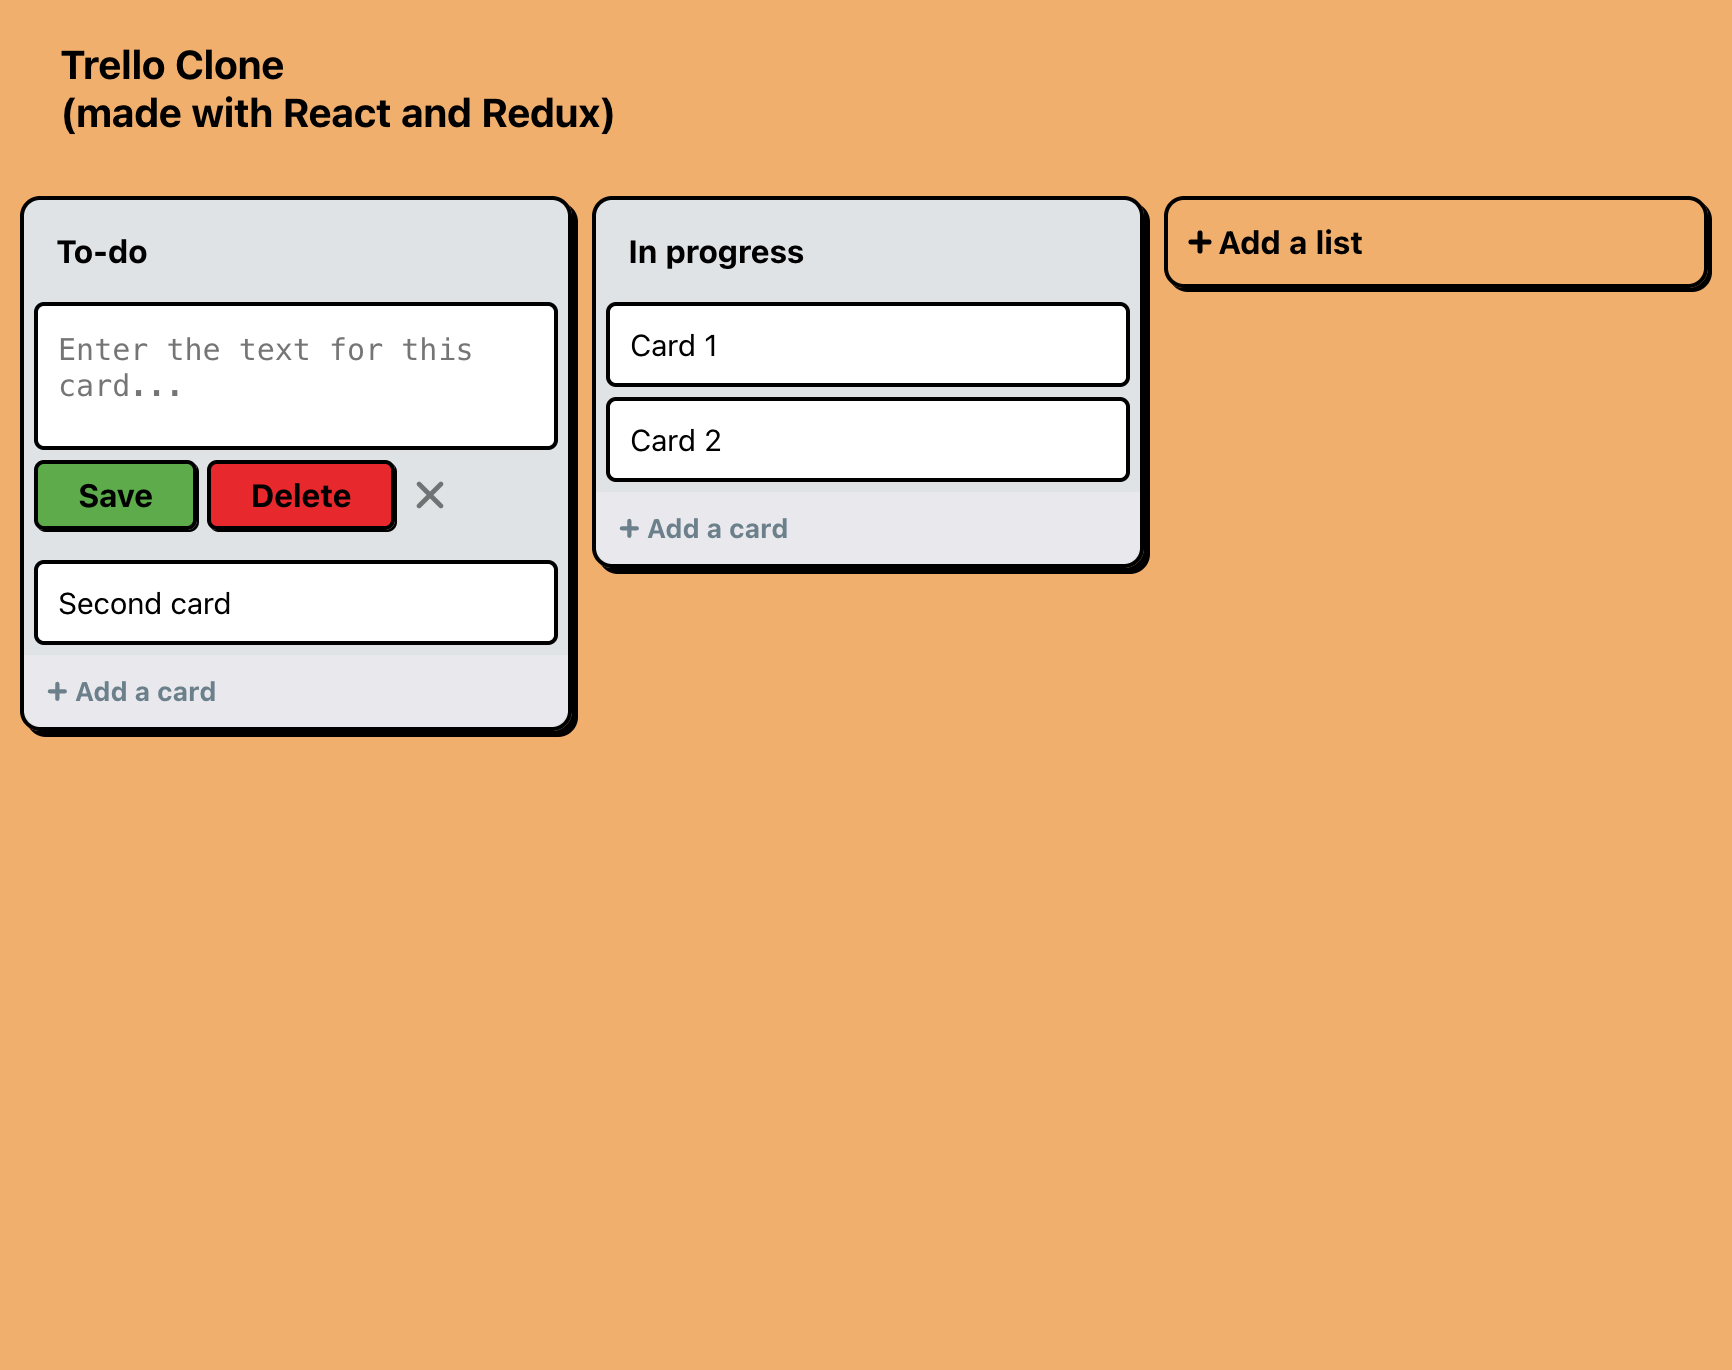 Trello Clone
(made with React and Redux)
To-do
Enter the text for this
card...
Save
Delete
Second card
+ Add a card
In progress
Card 1
Card 2
+ Add a card
+ Add a list